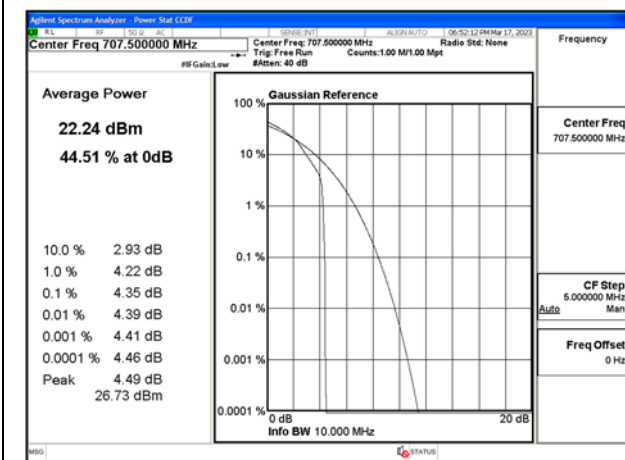 Agilent Spectrum Analyzer - Power Stat CCDF
RL RF 50 Ω AC SENSE:INT ALIGN AUTO 06:52:12 PM Mar 17, 2023
Center Freq 707.500000 MHz
Center Freq: 707.500000 MHz Radio Std: None
Trig: Free Run Counts:1.00 M/1.00 Mpt
#IFGain:Low #Atten: 40 dB
Frequency
Average Power
22.24 dBm
44.51 % at 0dB
10.0 % 2.93 dB
1.0 % 4.22 dB
0.1 % 4.35 dB
0.01 % 4.39 dB
0.001 % 4.41 dB
0.0001 % 4.46 dB
Peak 4.49 dB
26.73 dBm
Gaussian Reference
100 %
10 %
1 %
0.1 %
0.01 %
0.001 %
0.0001 %
0 dB 20 dB
Info BW 10.000 MHz
Center Freq
707.500000 MHz
CF Step
5.000000 MHz
Auto Man
Freq Offset
0 Hz
MSG STATUS